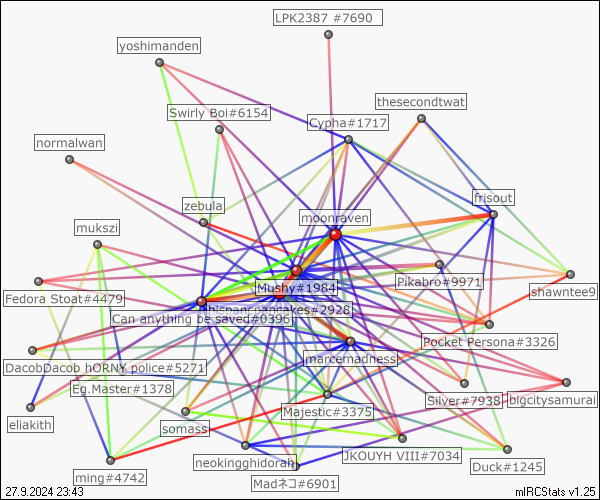 LPK2387 #7690
yoshimanden
thesecondtwat
Swirly Boi#6154
Cypha#1717
normalwan
frisout
zebula
moonraven
mukszi
Pikabro#9971
Mushy#1984
shawntee9
Fedora Stoat#4479
hispanicpancakes#2928
Can anything be saved#0396
Pocket Persona#3326
marcemadness
DacobDacob hORNY police#5271
Eg.Master#1378
Silver#7938
bigcitysamurai
Majestic#3375
eliakith
somass
JKOUYH VIII#7034
neokingghidorah
Duck#1245
ming#4742
Madネコ#6901
27.9.2024 23:43
mIRCStats v1.25